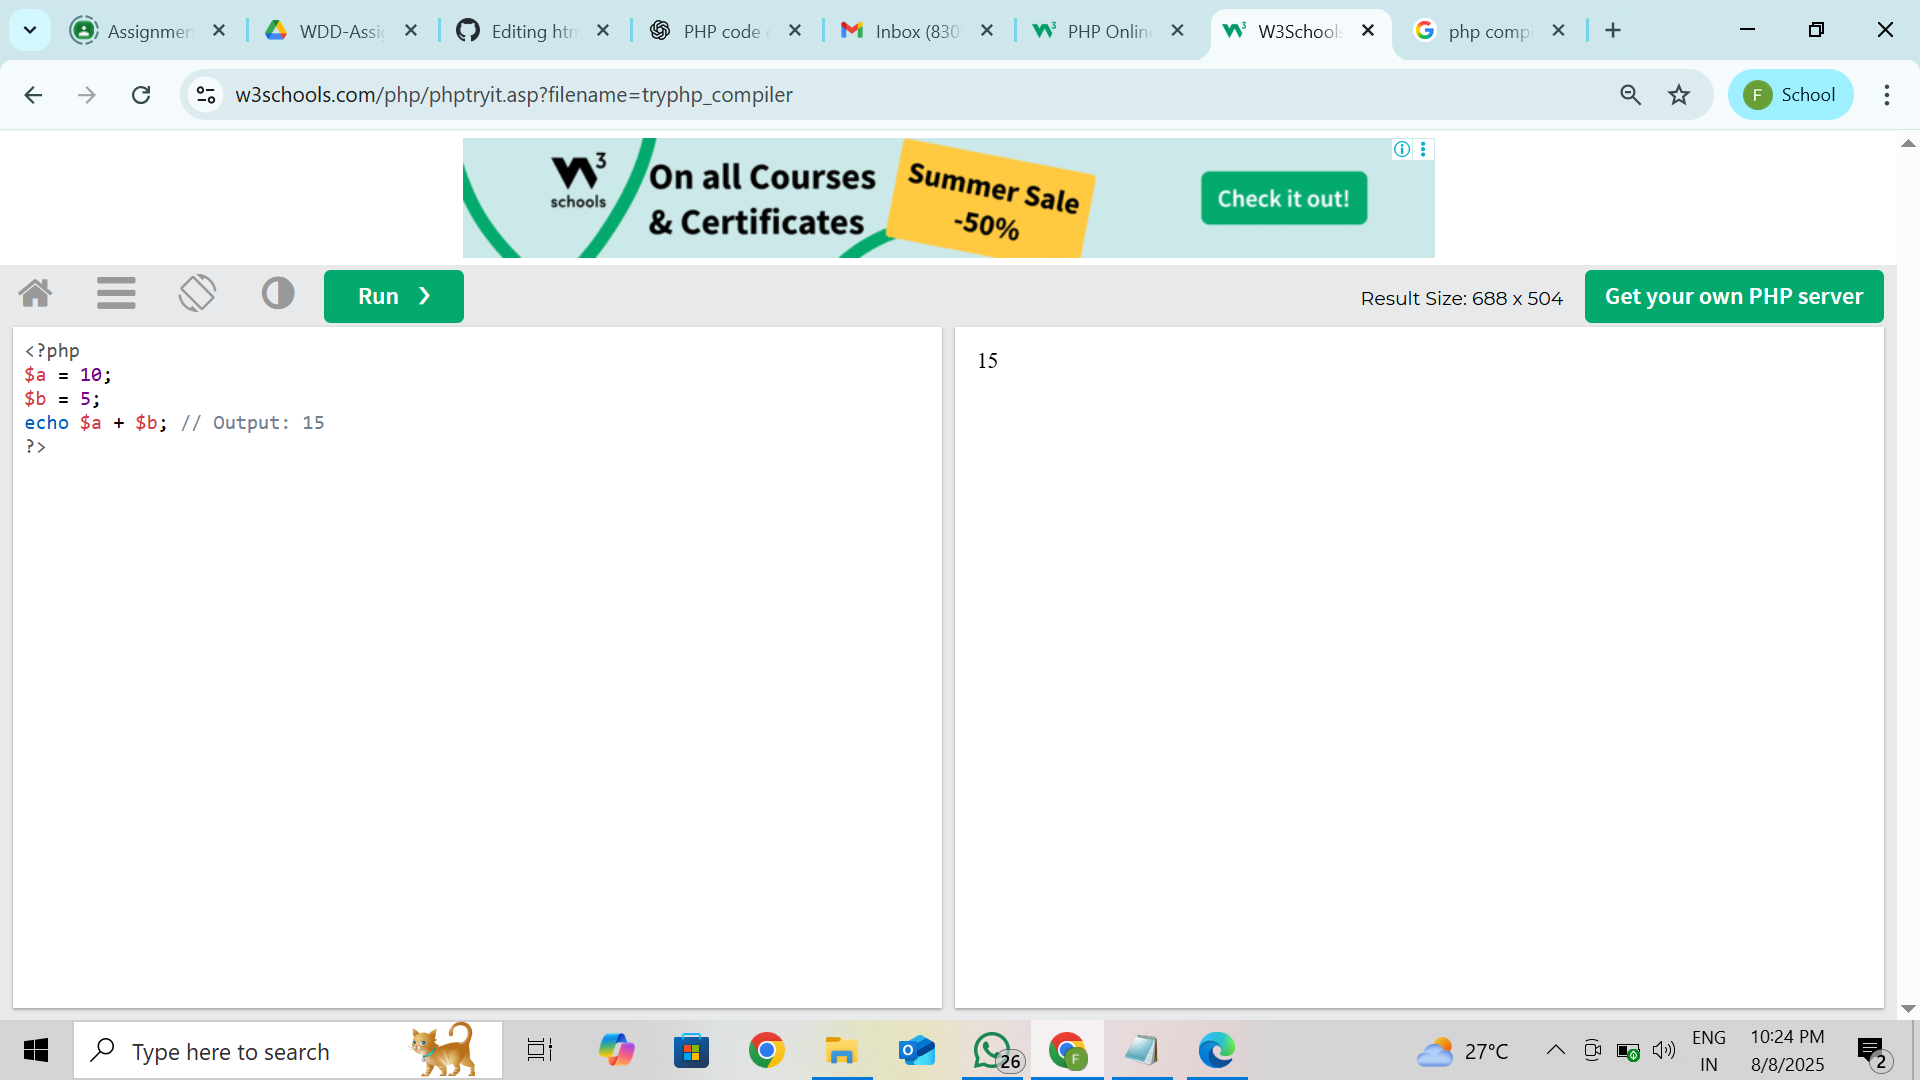 Assignmen
WDD-Assig
Editing htm
PHP code
Inbox (830
PHP Onlin
W3Schools
php comp
w3schools.com/php/phptryit.asp?filename=tryphp_compiler
F School
W3 schools
On all Courses
& Certificates
Summer Sale
-50%
Check it out!
Run ❯
Result Size: 688 x 504
Get your own PHP server
<?php
$a = 10;
$b = 5;
echo $a + $b; // Output: 15
?>
15
Type here to search
26
F
27°C
ENG
IN
10:24 PM
8/8/2025
2